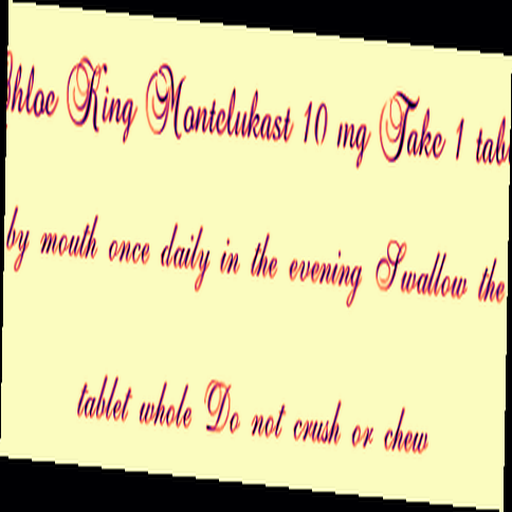 Chloe King Montelukast 10 mg Take 1 tablet
by mouth once daily in the evening Swallow the
tablet whole Do not crush or chew